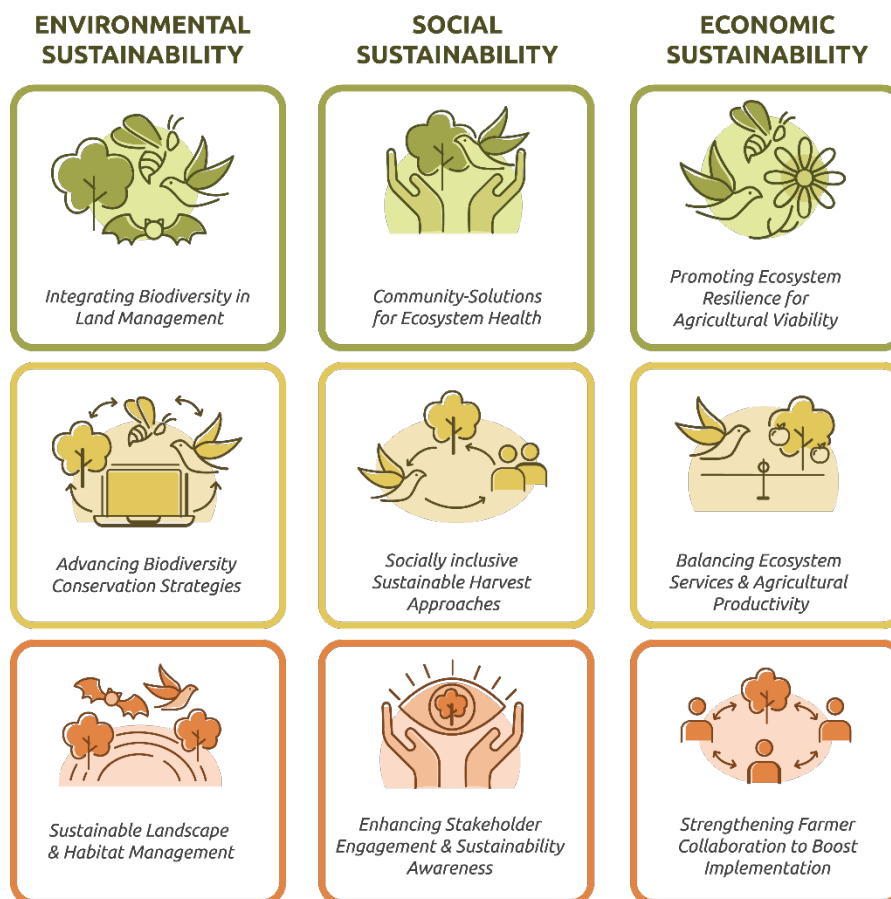 ENVIRONMENTAL
SUSTAINABILITY
SOCIAL
SUSTAINABILITY
ECONOMIC
SUSTAINABILITY
Integrating Biodiversity in
Land Management
Community-Solutions
for Ecosystem Health
Promoting Ecosystem
Resilience for
Agricultural Viability
Advancing Biodiversity
Conservation Strategies
Socially inclusive
Sustainable Harvest
Approaches
Balancing Ecosystem
Services & Agricultural
Productivity
Sustainable Landscape
& Habitat Management
Enhancing Stakeholder
Engagement & Sustainability
Awareness
Strengthening Farmer
Collaboration to Boost
Implementation